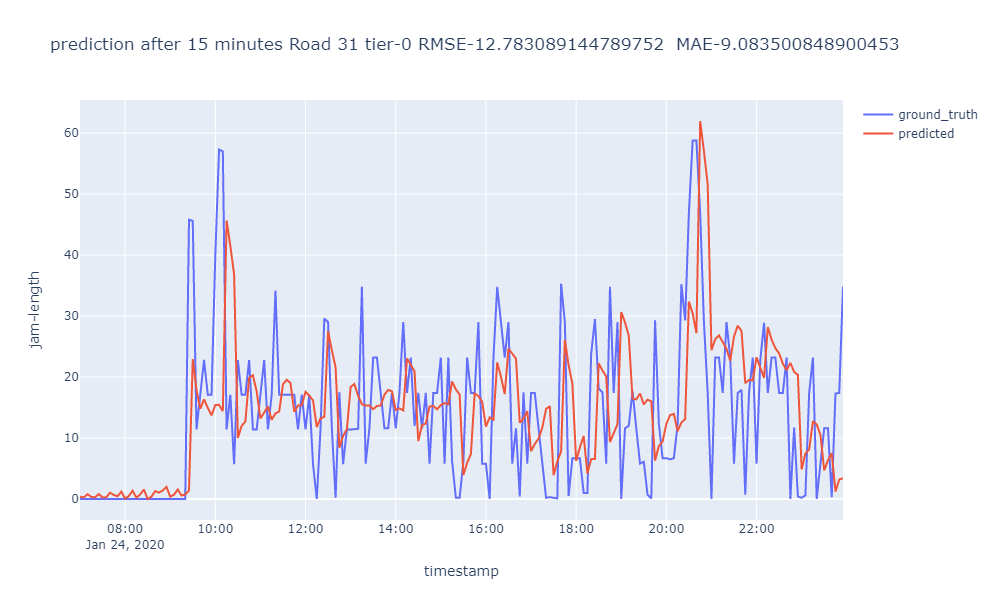 prediction after 15 minutes Road 31 tier-0 RMSE-12.783089144789752  MAE-9.083500848900453
ground_truth
predicted
60
50
40
30
20
10
0
jam-length
08:00 10:00 12:00 14:00 16:00 18:00 20:00 22:00
Jan 24, 2020
timestamp